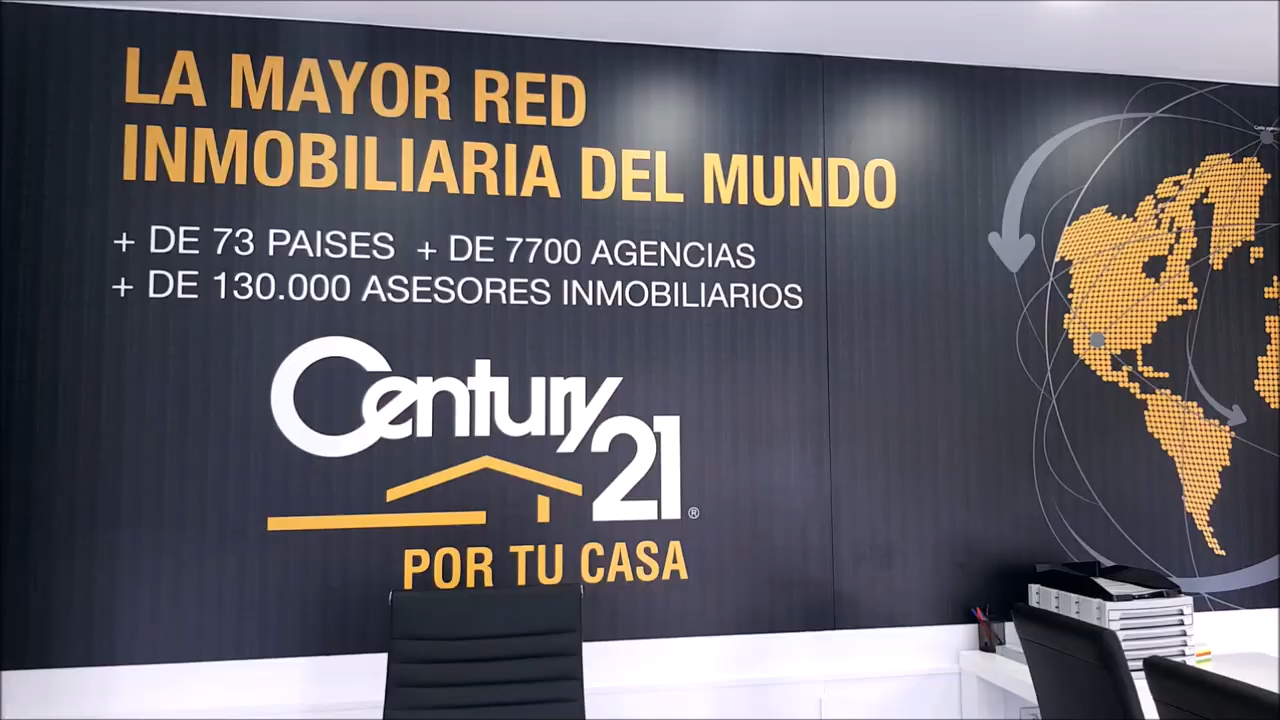 LA MAYOR RED
INMOBILIARIA DEL MUNDO
+ DE 73 PAISES + DE 7700 AGENCIAS
+ DE 130.000 ASESORES INMOBILIARIOS
Century
21®
POR TU CASA